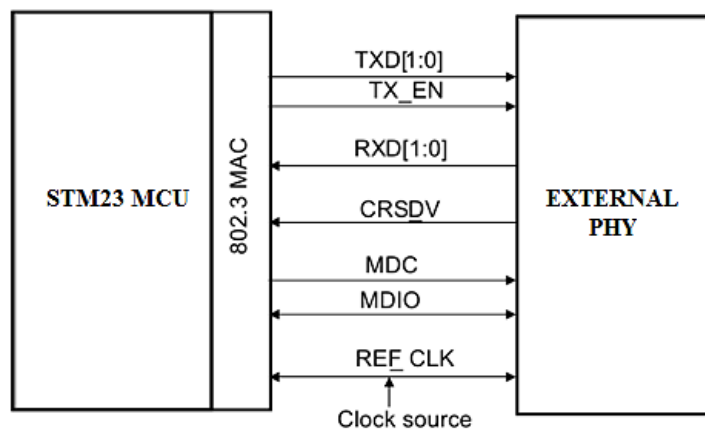 TXD[1:0]
TX_EN
RXD[1:0]
STM23 MCU
802.3 MAC
EXTERNAL
PHY
CRSDV
MDC
MDIO
REF_CLK
Clock source